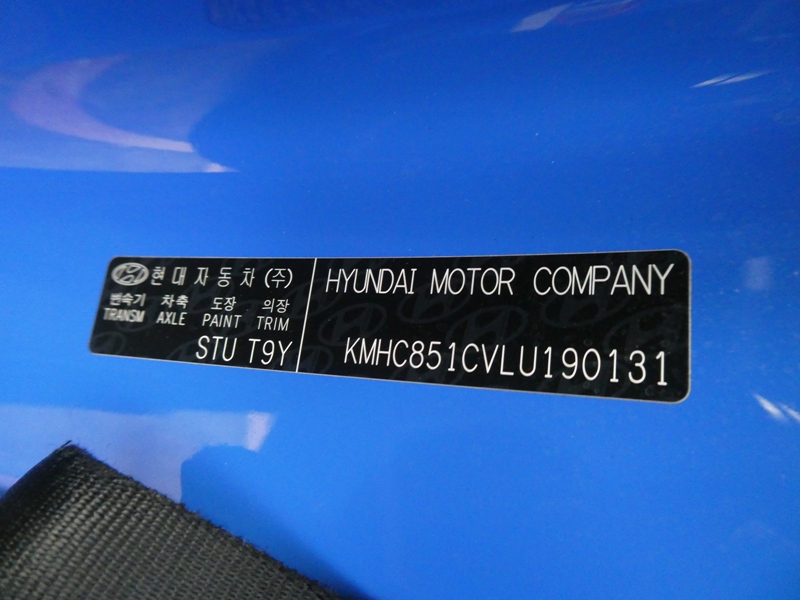 현대자동차(주)
변속기 차축 도장 의장
TRANSM AXLE PAINT TRIM
STU T9Y
HYUNDAI MOTOR COMPANY
KMHC851CVLU190131